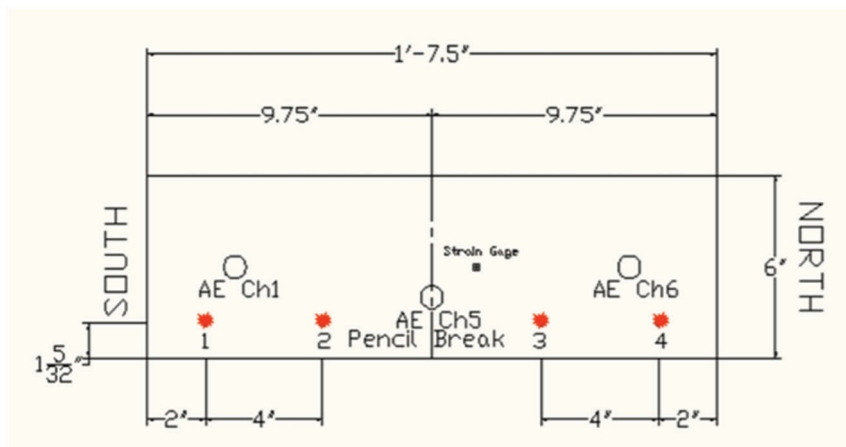 1'-7.5"
9.75" 9.75"
SOUTH
NORTH
Strain Gage
6"
AE Ch1
AE Ch6
AE Ch5
1 2 Pencil Break 3 4
1 5/32"
2" 4" 4" 2"